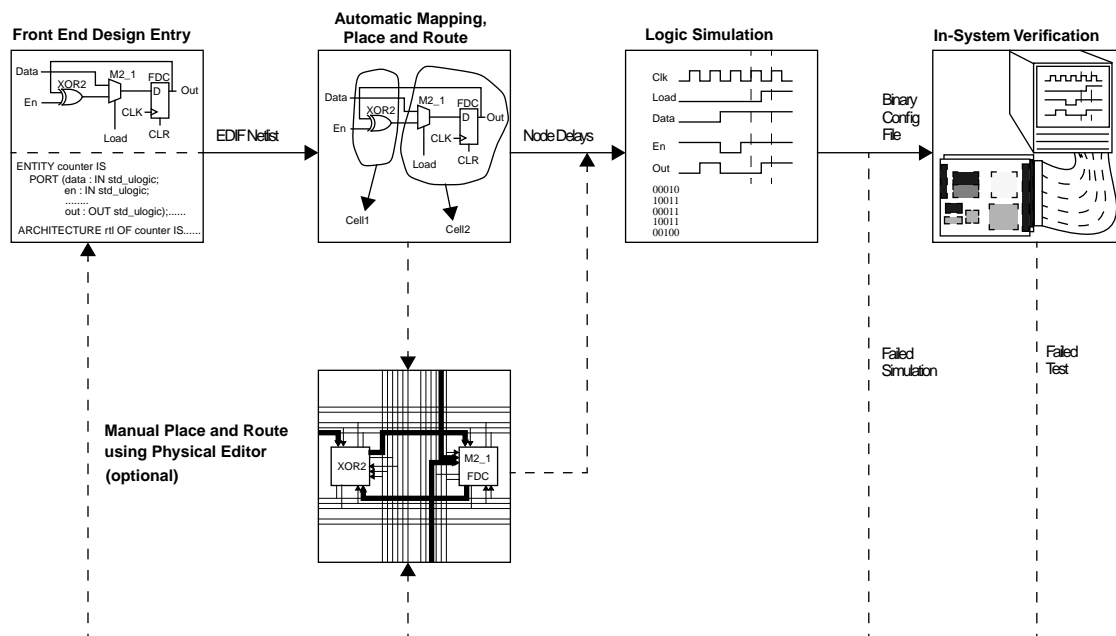 Front End Design Entry
Data
XOR2
M2_1
FDC
D
Out
En
CLK
CLR
Load
ENTITY counter IS
PORT (data : IN std_ulogic;
en : IN std_ulogic;
........
out : OUT std_ulogic);......
ARCHITECTURE rtl OF counter IS......
EDIF Netlist
Automatic Mapping,
Place and Route
Data
XOR2
M2_1
FDC
D
Out
En
CLK
CLR
Load
Cell1
Cell2
Node Delays
Logic Simulation
Clk
Load
Data
En
Out
00010
10011
00011
10011
00100
Binary
Config
File
In-System Verification
Manual Place and Route
using Physical Editor
(optional)
XOR2
M2_1
FDC
Failed
Simulation
Failed
Test